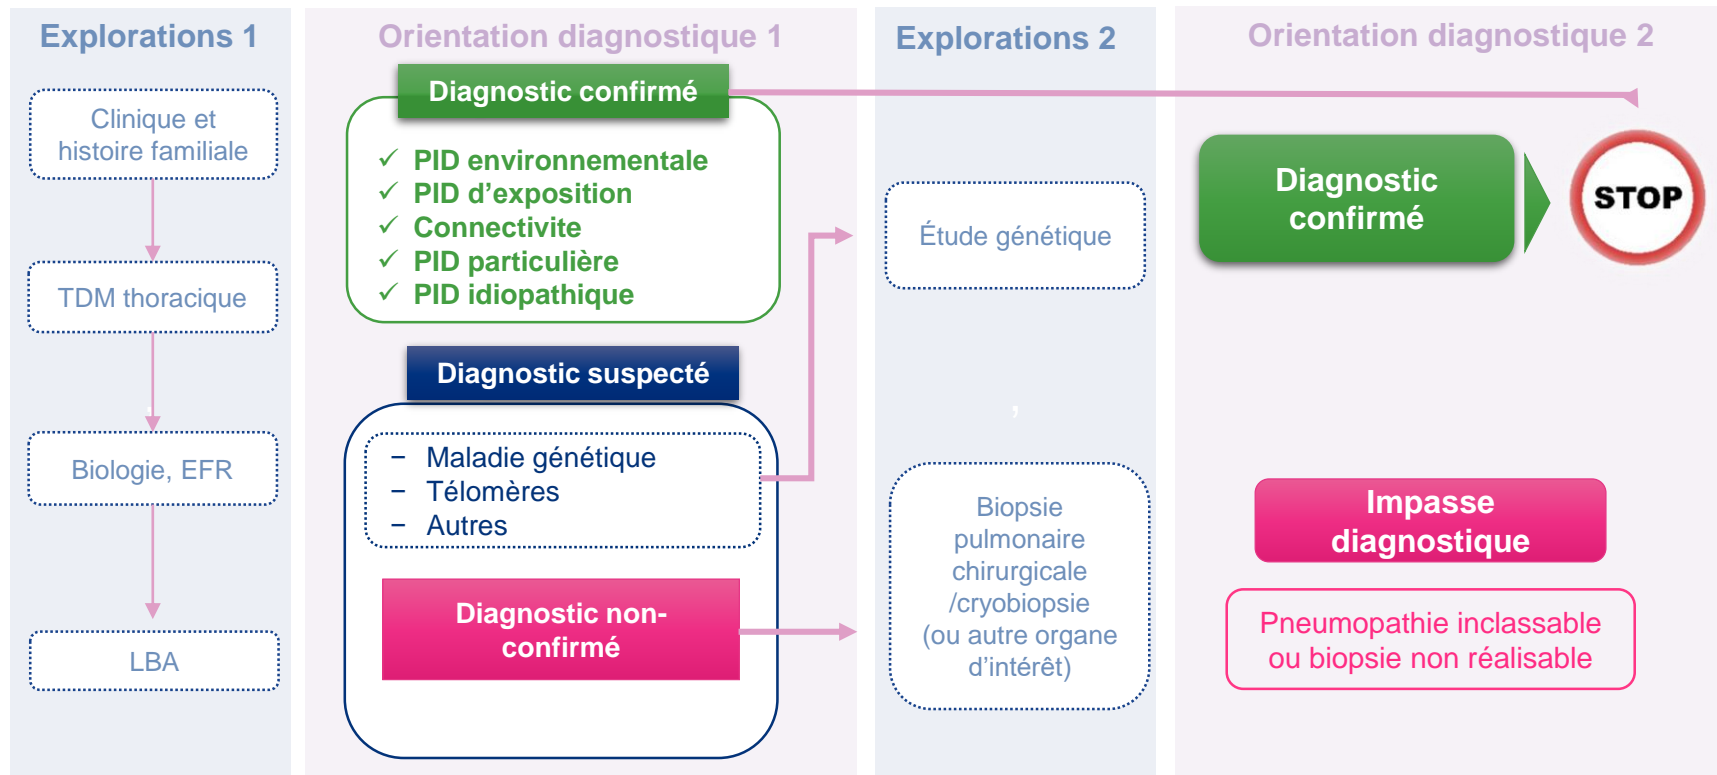 Explorations 1
Clinique et
histoire familiale
TDM thoracique
Biologie, EFR
LBA
Orientation diagnostique 1
Diagnostic confirmé
✓ PID environnementale
✓ PID d’exposition
✓ Connectivite
✓ PID particulière
✓ PID idiopathique
Diagnostic suspecté
− Maladie génétique
− Télomères
− Autres
Diagnostic non-
confirmé
Explorations 2
Étude génétique
,
Biopsie
pulmonaire
chirurgicale
/cryobiopsie
(ou autre organe
d’intérêt)
Orientation diagnostique 2
Diagnostic
confirmé
STOP
Impasse
diagnostique
Pneumopathie inclassable
ou biopsie non réalisable